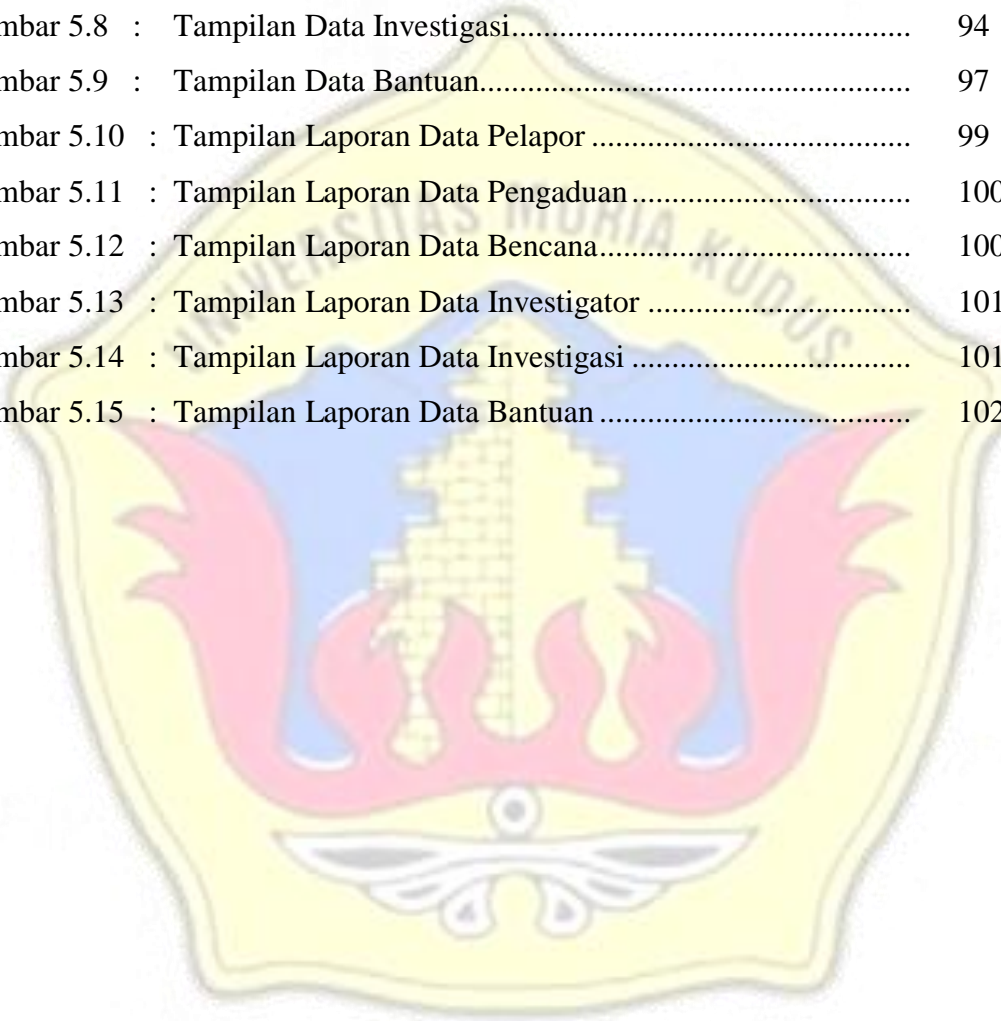 mbar 5.8 : Tampilan Data Investigasi.................................................. 94
mbar 5.9 : Tampilan Data Bantuan...................................................... 97
mbar 5.10 : Tampilan Laporan Data Pelapor ........................................ 99
mbar 5.11 : Tampilan Laporan Data Pengaduan ................................... 100
mbar 5.12 : Tampilan Laporan Data Bencana....................................... 100
mbar 5.13 : Tampilan Laporan Data Investigator ................................. 101
mbar 5.14 : Tampilan Laporan Data Investigasi ................................... 101
mbar 5.15 : Tampilan Laporan Data Bantuan ....................................... 102
UNIVERSITAS MURIA KUDUS